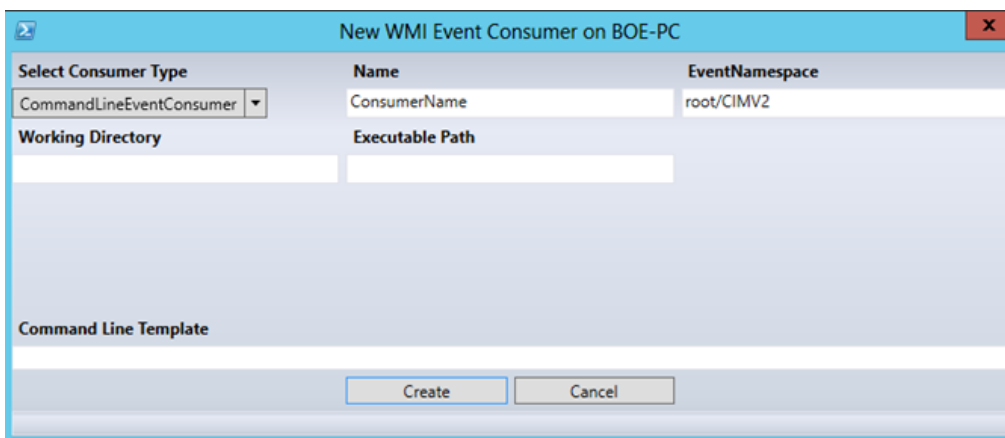 New WMI Event Consumer on BOE-PC
x
Select Consumer Type Name EventNamespace
CommandLineEventConsumer ConsumerName root/CIMV2
Working Directory Executable Path
Command Line Template
Create Cancel